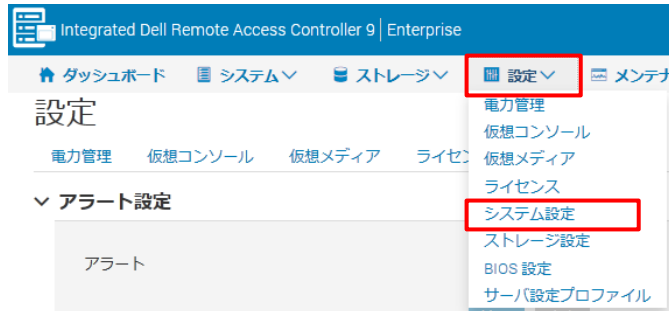 Integrated Dell Remote Access Controller 9 | Enterprise
ダッシュボード システム ストレージ 設定 メンテナ
設定
電力管理 仮想コンソール 仮想メディア ライセン
アラート設定
アラート
電力管理
仮想コンソール
仮想メディア
ライセンス
システム設定
ストレージ設定
BIOS 設定
サーバ設定プロファイル